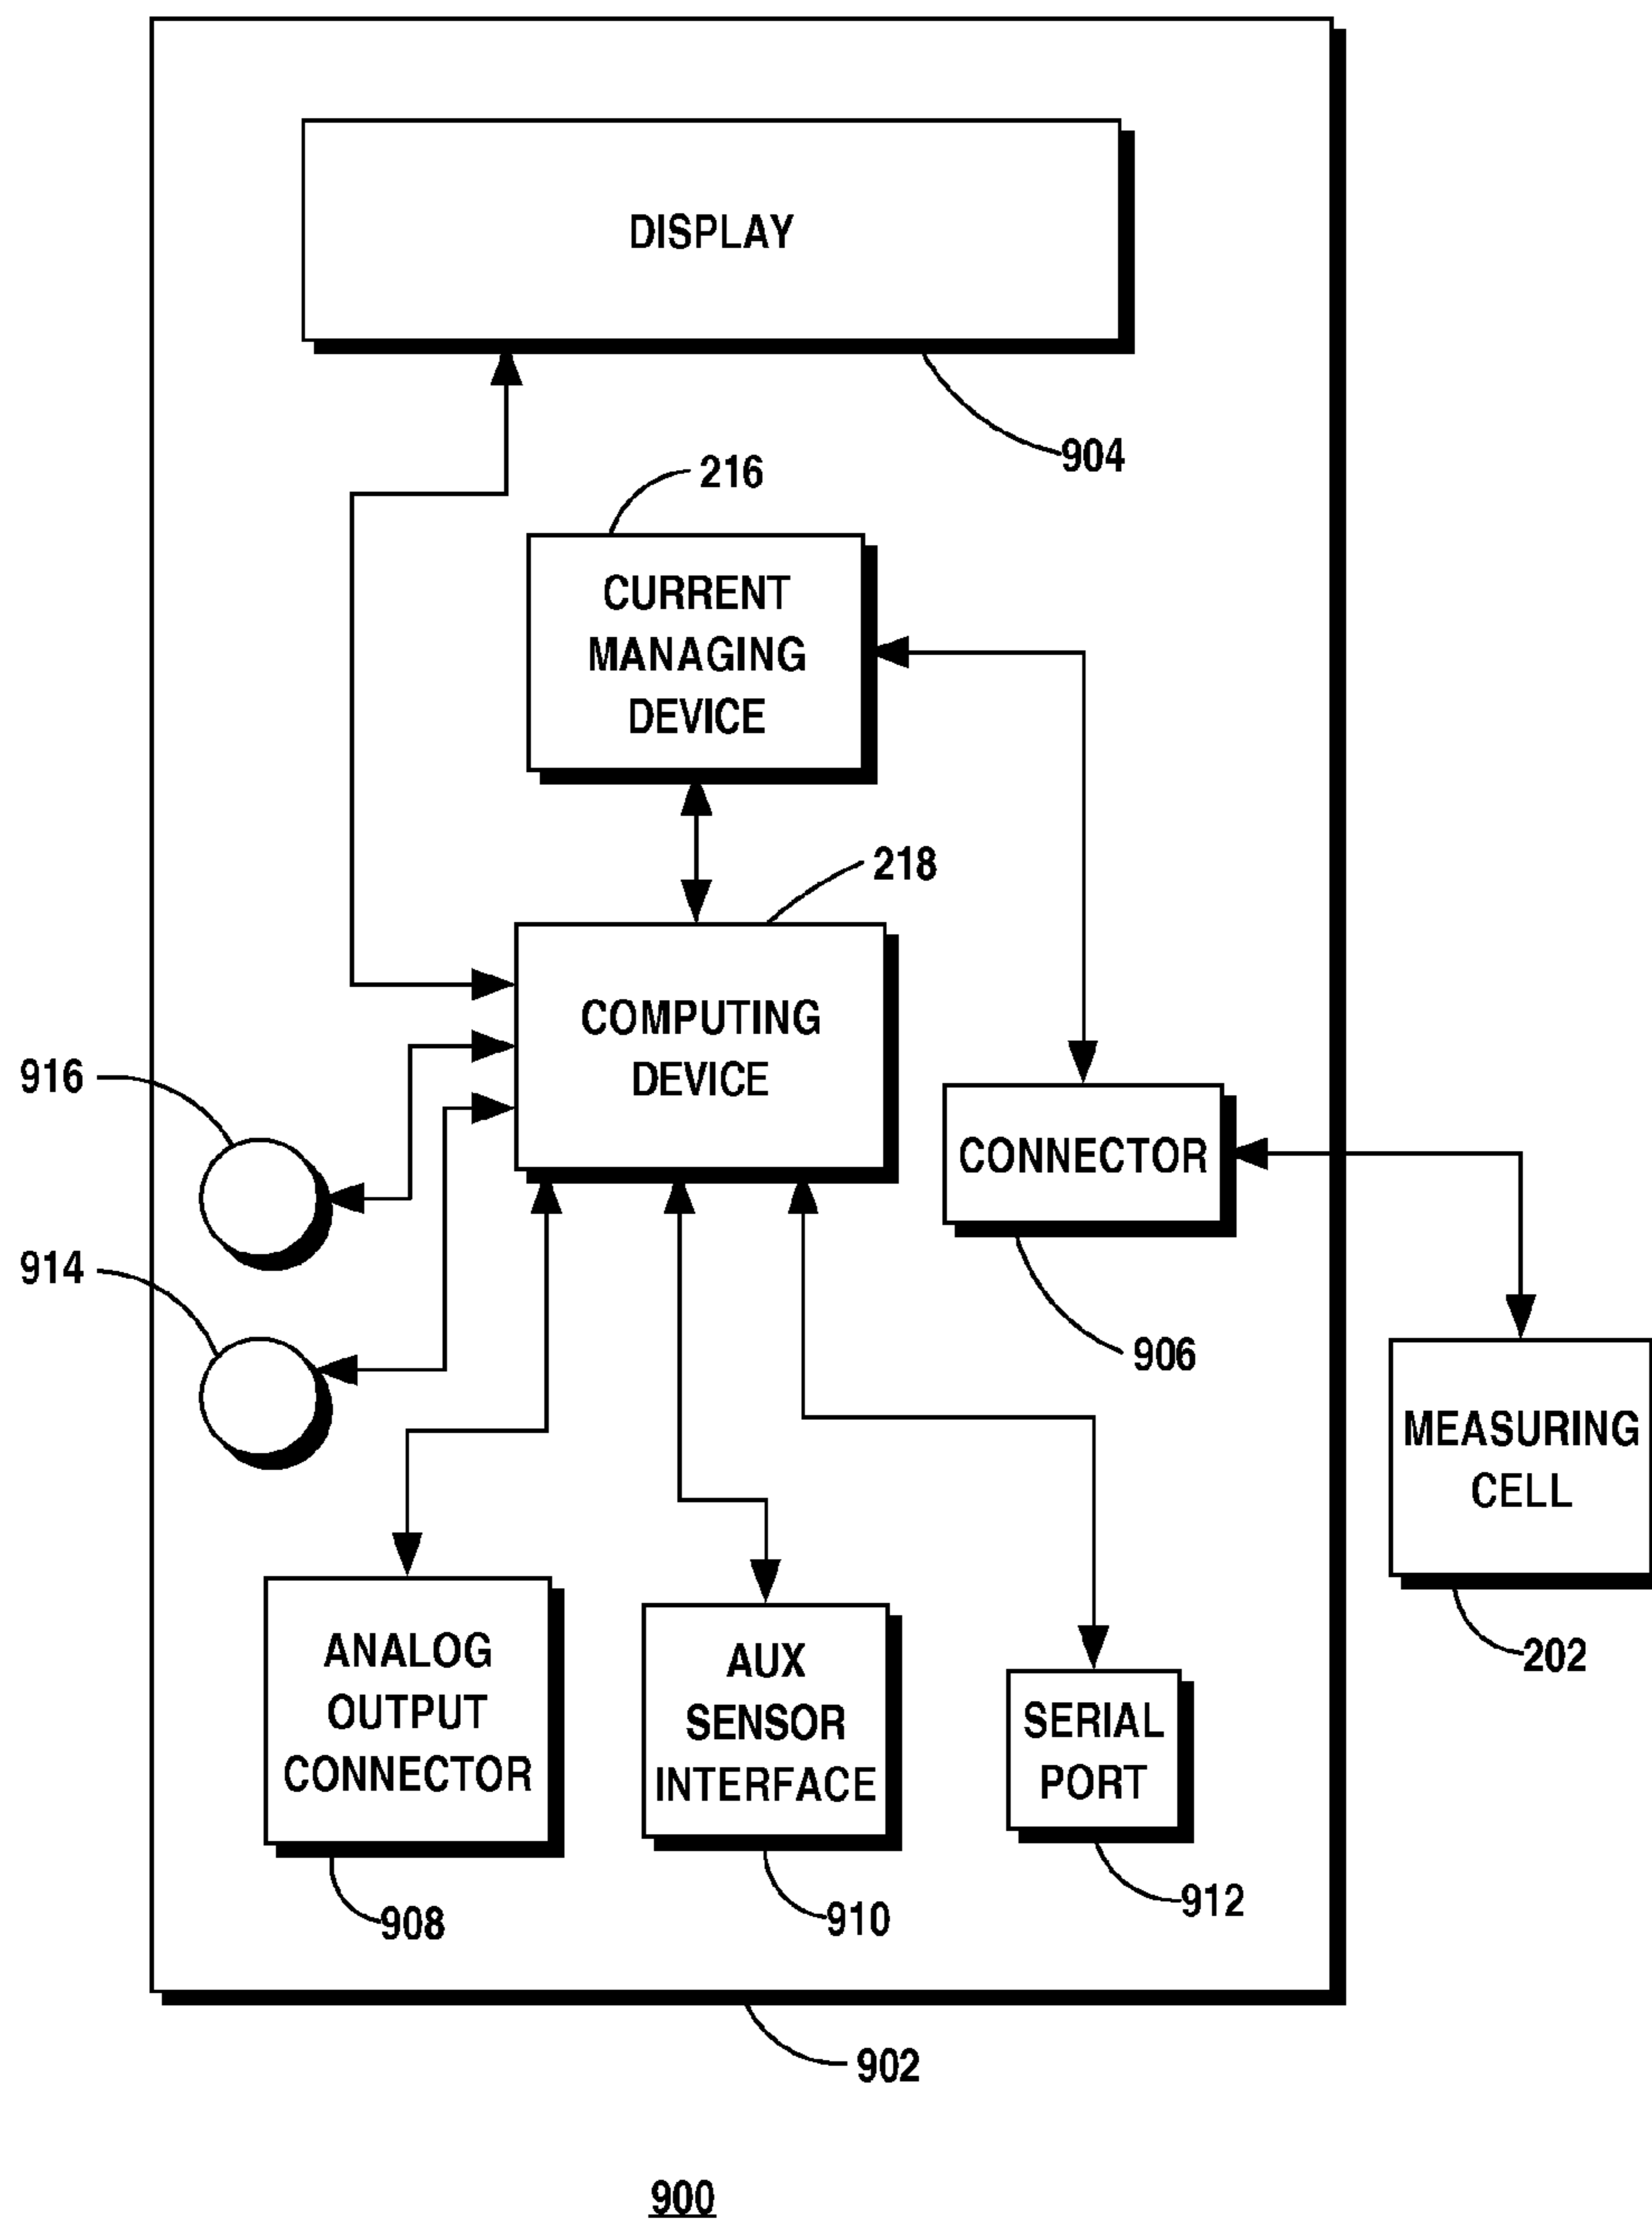 DISPLAY
904
216
CURRENT
MANAGING
DEVICE
218
COMPUTING
DEVICE
916
CONNECTOR
914
906
MEASURING
CELL
202
ANALOG
OUTPUT
CONNECTOR
908
AUX
SENSOR
INTERFACE
910
SERIAL
PORT
912
902
900